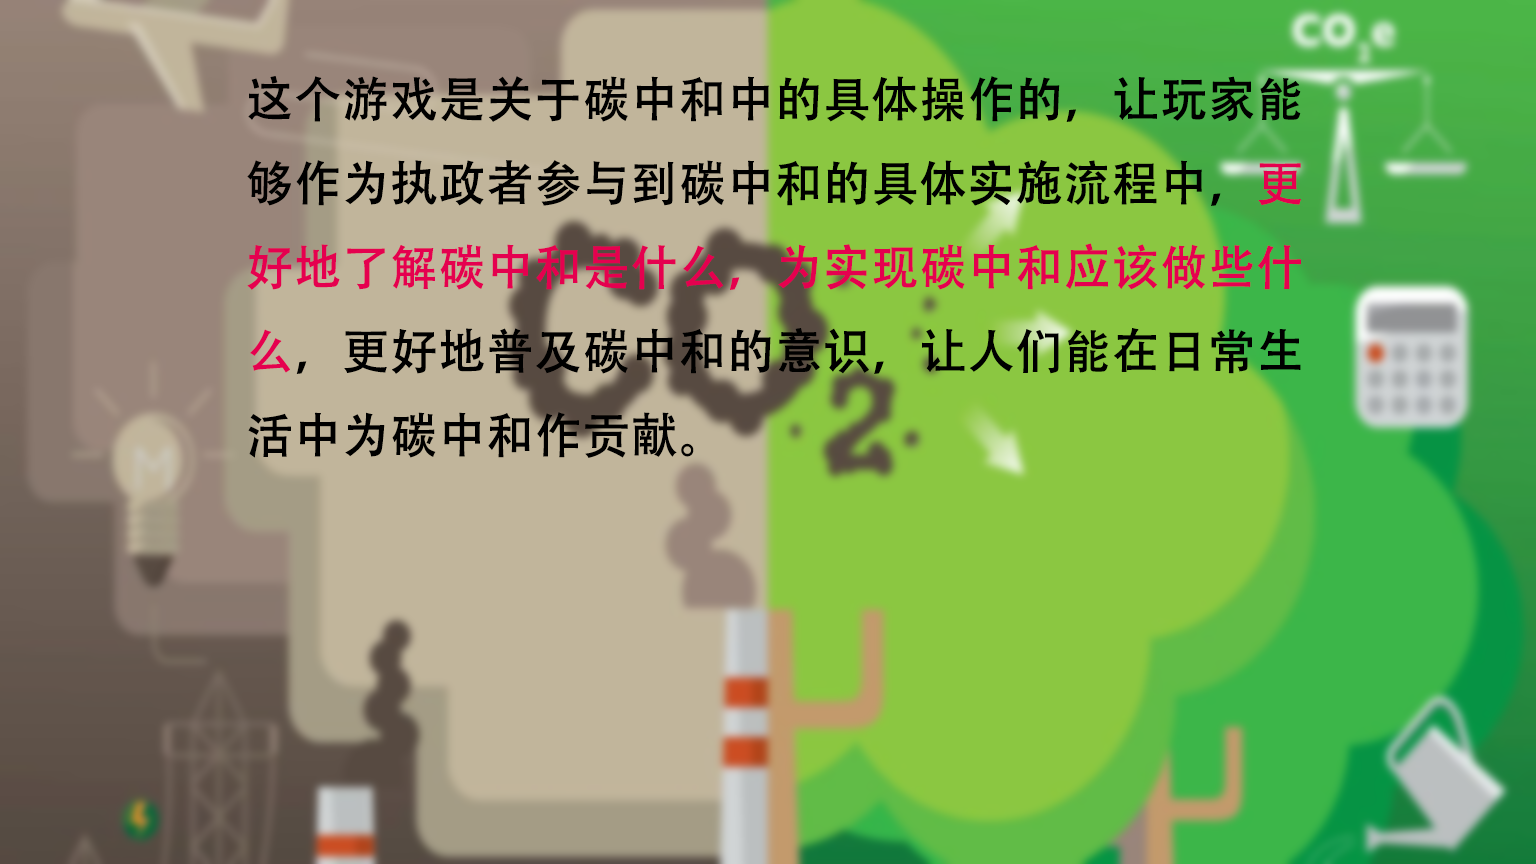 CO2e
这个游戏是关于碳中和中的具体操作的，让玩家能
够作为执政者参与到碳中和的具体实施流程中，更
好地了解碳中和是什么，为实现碳中和应该做些什
么，更好地普及碳中和的意识，让人们能在日常生
活中为碳中和作贡献。
CO2